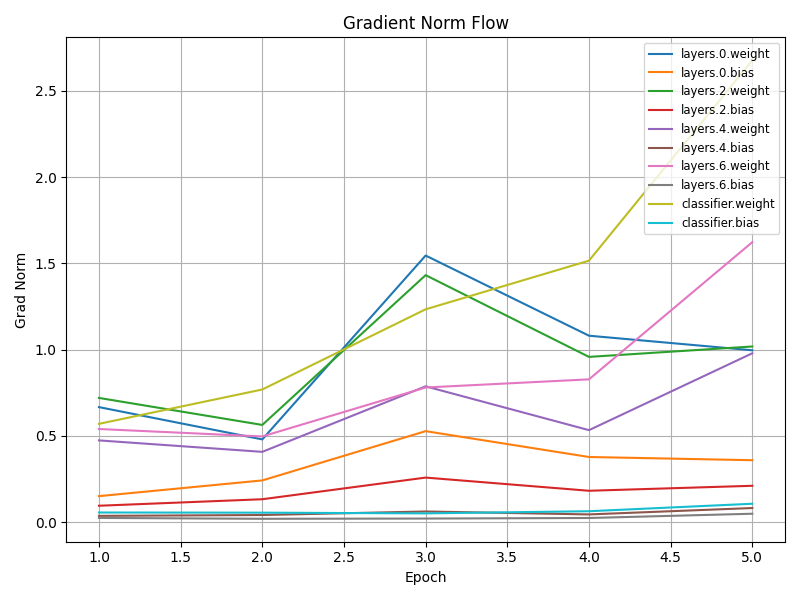 Gradient Norm Flow
layers.0.weight
layers.0.bias
layers.2.weight
layers.2.bias
layers.4.weight
layers.4.bias
layers.6.weight
layers.6.bias
classifier.weight
classifier.bias
Grad Norm
2.5
2.0
1.5
1.0
0.5
0.0
1.0 1.5 2.0 2.5 3.0 3.5 4.0 4.5 5.0
Epoch